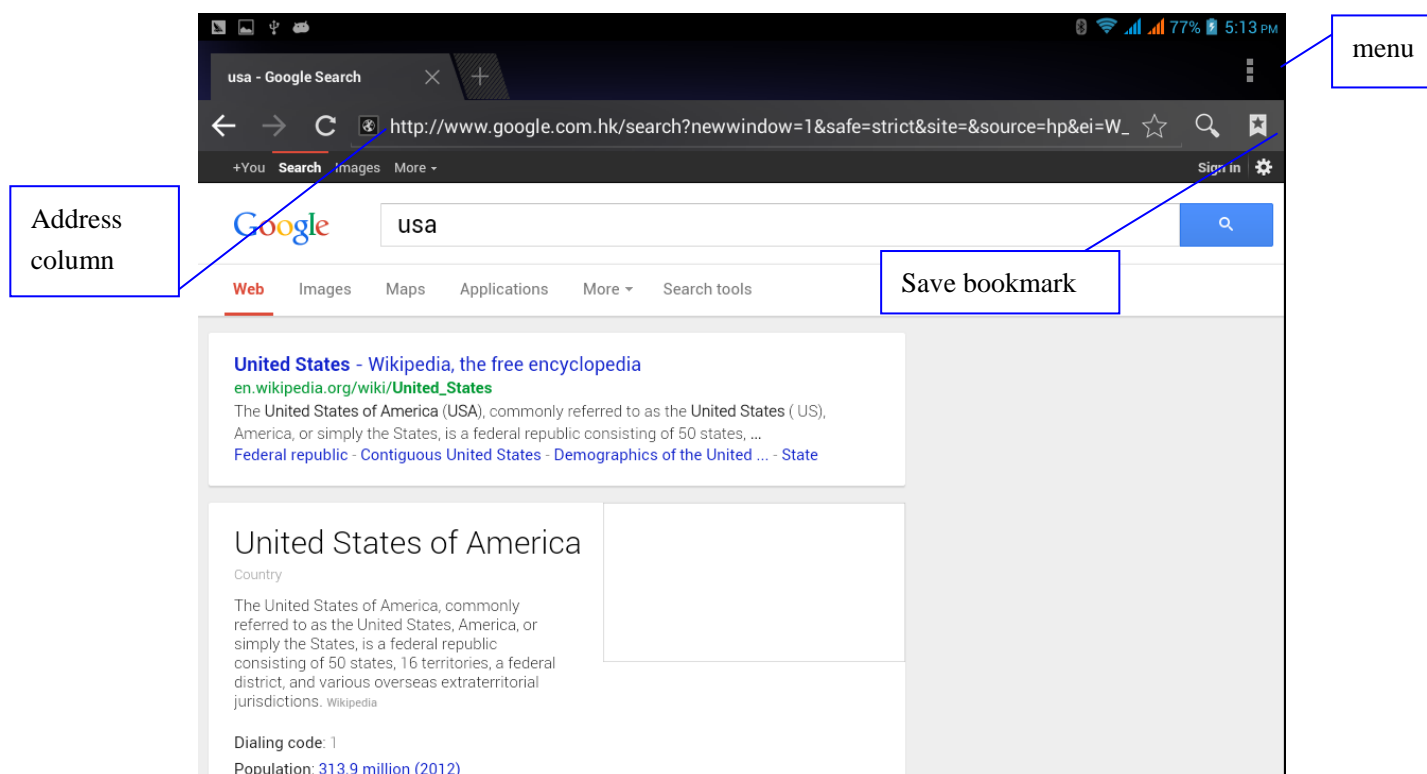 77% 5:13 PM
menu
usa - Google Search
http://www.google.com.hk/search?newwindow=1&safe=strict&site=&source=hp&ei=W_
+You Search Images More
Sign in
Address
column
Google
usa
Save bookmark
Web Images Maps Applications More Search tools
United States - Wikipedia, the free encyclopedia
en.wikipedia.org/wiki/United_States
The United States of America (USA), commonly referred to as the United States ( US),
America, or simply the States, is a federal republic consisting of 50 states, ...
Federal republic - Contiguous United States - Demographics of the United ... - State
United States of America
Country
The United States of America, commonly
referred to as the United States, America, or
simply the States, is a federal republic
consisting of 50 states, 16 territories, a federal
district, and various overseas extraterritorial
jurisdictions. Wikipedia
Dialing code: 1
Population: 313.9 million (2012)